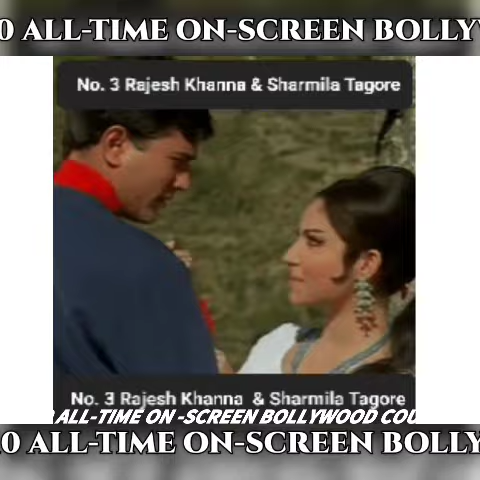 0 ALL-TIME ON-SCREEN BOLLYW
No. 3 Rajesh Khanna & Sharmila Tagore
No. 3 Rajesh Khanna & Sharmila Tagore
ALL-TIME ON -SCREEN BOLLYWOOD COU
.0 ALL-TIME ON-SCREEN BOLLY